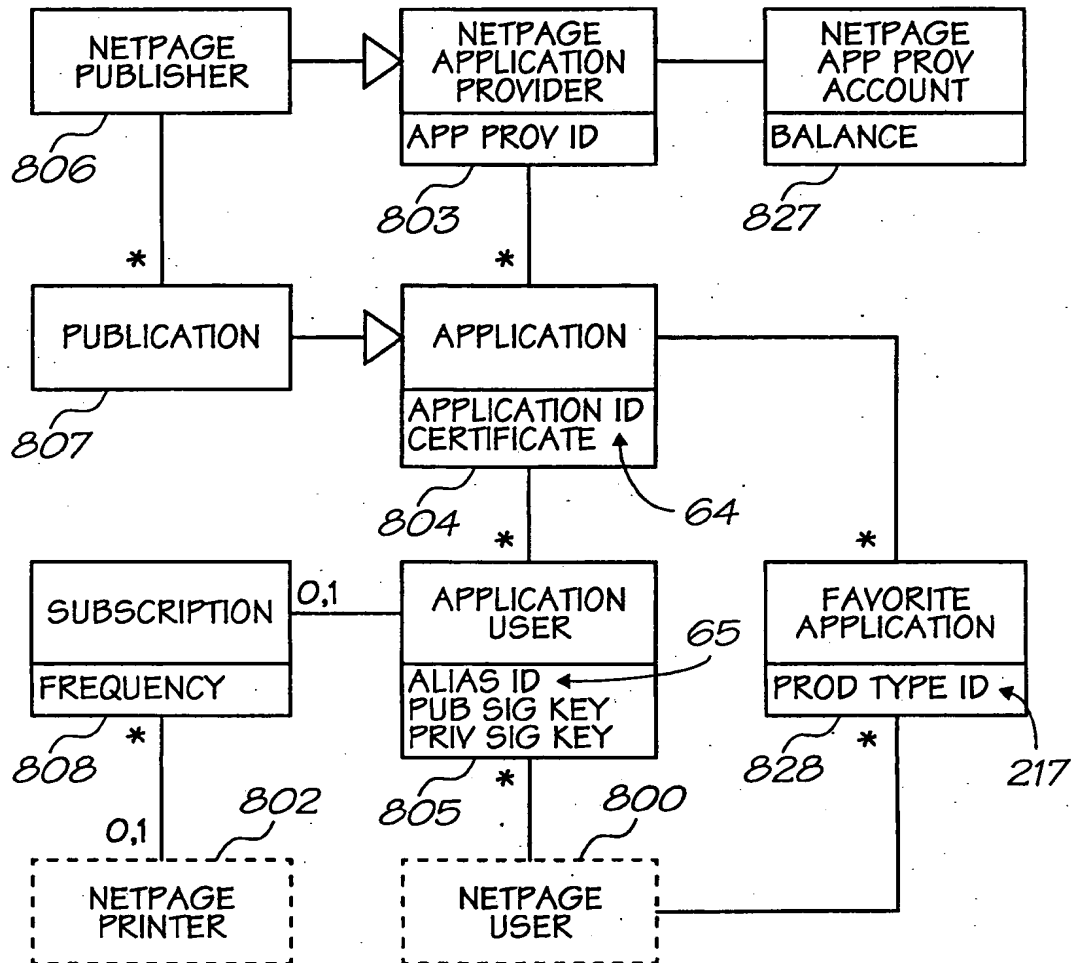 NETPAGE
PUBLISHER
NETPAGE
APPLICATION
PROVIDER
APP PROV ID
NETPAGE
APP PROV
ACCOUNT
BALANCE
806
803
827
*
*
PUBLICATION
APPLICATION
APPLICATION ID
CERTIFICATE
807
804
64
*
*
SUBSCRIPTION
FREQUENCY
0,1
APPLICATION
USER
ALIAS ID
PUB SIG KEY
PRIV SIG KEY
65
FAVORITE
APPLICATION
PROD TYPE ID
808
*
805
*
828
*
217
802
800
0,1
NETPAGE
PRINTER
NETPAGE
USER